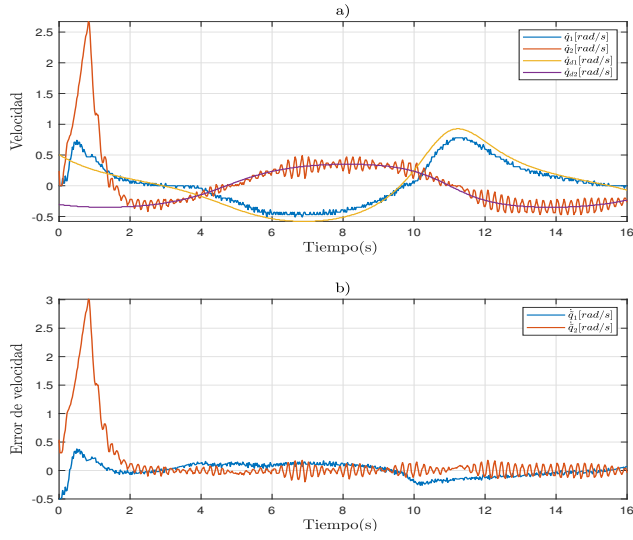 a)
Velocidad
2.5
2
1.5
1
0.5
0
-0.5
q̇₁[rad/s]
q̇₂[rad/s]
q̇d1[rad/s]
q̇d2[rad/s]
0 2 4 6 8 10 12 14 16
Tiempo(s)
b)
Error de velocidad
3
2.5
2
1.5
1
0.5
0
-0.5
q̃̇₁[rad/s]
q̃̇₂[rad/s]
0 2 4 6 8 10 12 14 16
Tiempo(s)